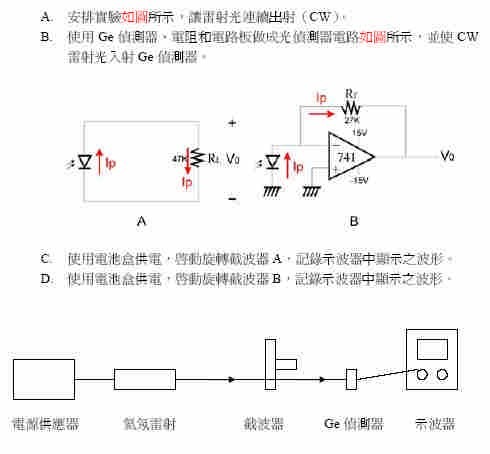 A. 安排實驗如圖所示，讓雷射光連續出射（CW）。
B. 使用 Ge 偵測器、電阻和電路板做成光偵測器電路如圖所示，並使 CW
雷射光入射 Ge 偵測器。
Ip
47K
RL
Ip
+
V0
−
A
Ip
Rf
27K
15V
741
−
+
-15V
Ip
V0
B
C. 使用電池盒供電，啓動旋轉截波器 A，記錄示波器中顯示之波形。
D. 使用電池盒供電，啓動旋轉截波器 B，記錄示波器中顯示之波形。
電源供應器 氦氖雷射 截波器 Ge 偵測器 示波器